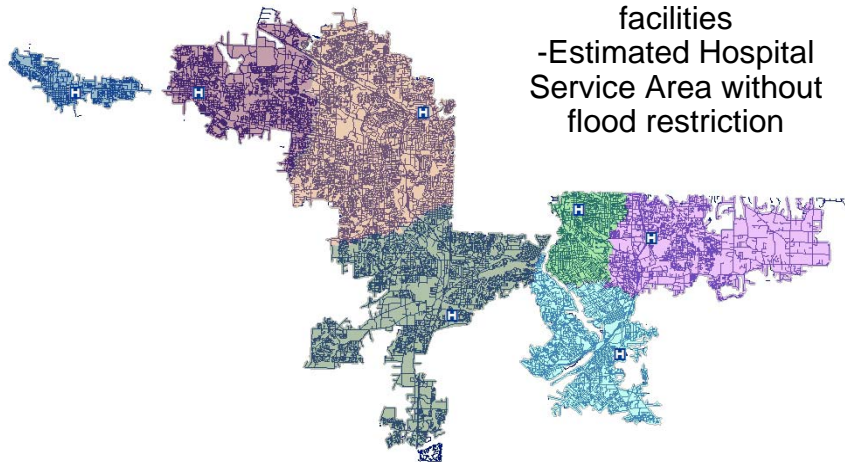 facilities
-Estimated Hospital
Service Area without
flood restriction
H
H
H
H
H
H
H